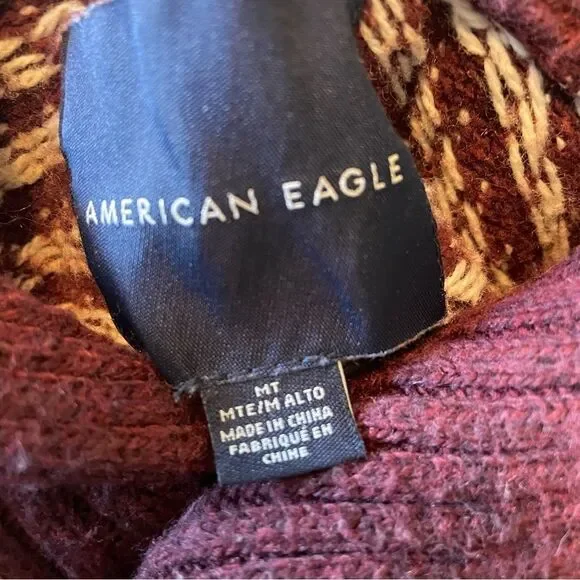 AMERICAN EAGLE
MT
MTE/M ALTO
MADE IN CHINA
FABRIQUÉ EN
CHINE